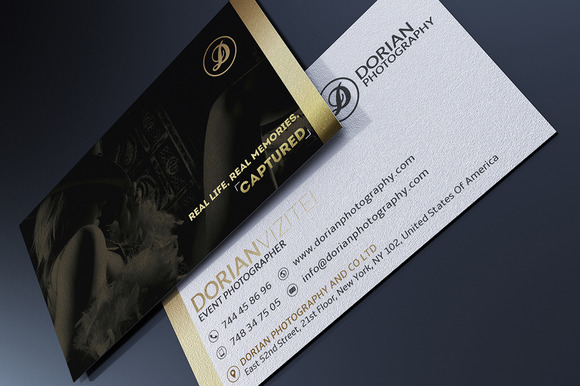 REAL LIFE, REAL MEMORIES.
CAPTURED
DORIAN
PHOTOGRAPHY
DORIANVIZITEI
EVENT PHOTOGRAPHER
744 45 86 96
748 34 75 05
www.dorianphotography.com
info@dorianphotography.com
DORIAN PHOTOGRAPHY AND CO LTD
East 52nd Street, 21st Floor, New York, NY 102, United States Of America